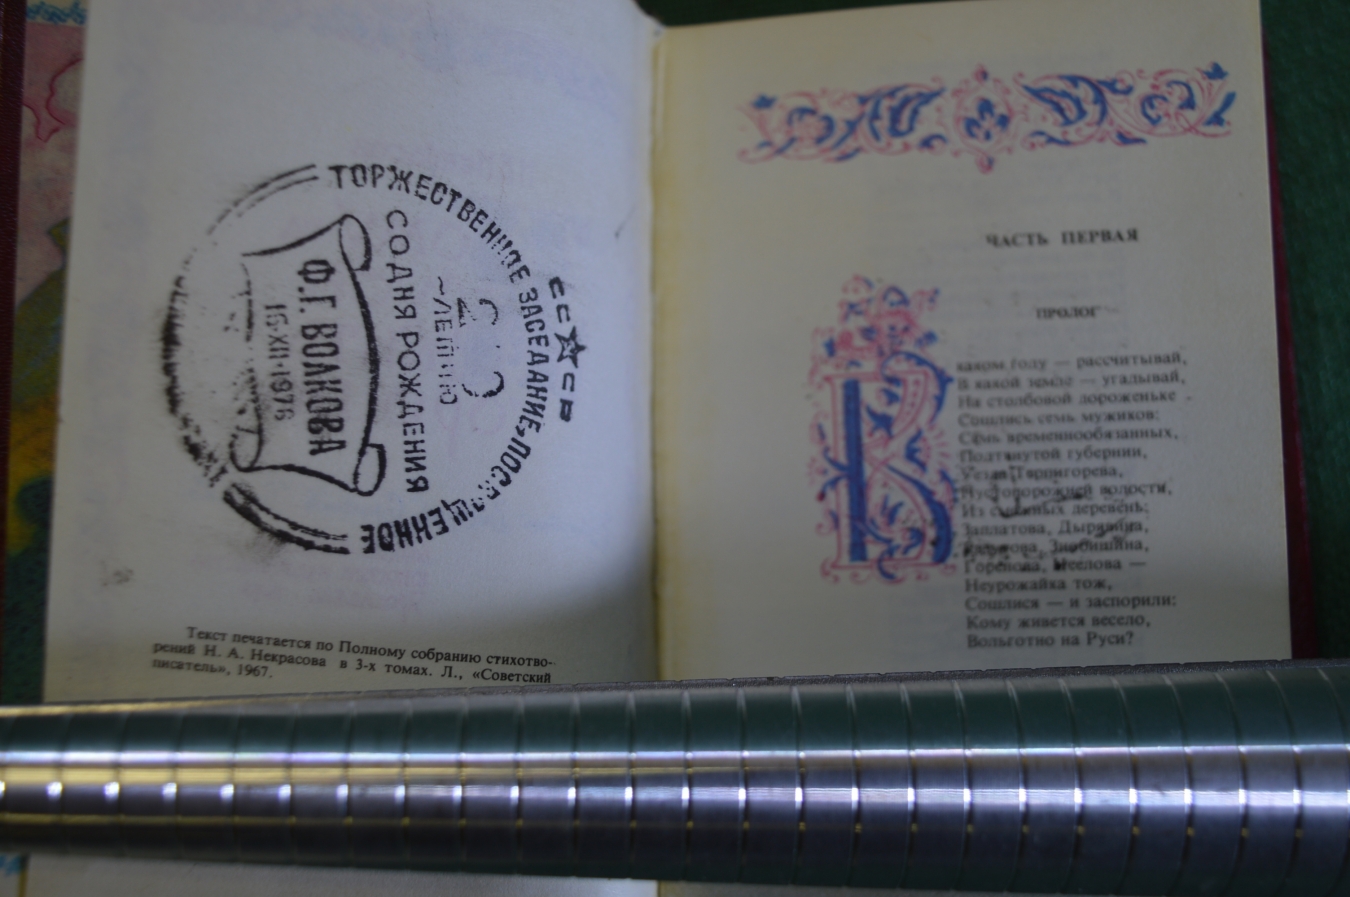 ТОРЖЕСТВЕННОЕ ЗАСЕДАНИЕ, ПОСВЯЩЕННОЕ
СССР
-ЛЕТИЮ
СО ДНЯ РОЖДЕНИЯ
Ф.Г. ВОЛКОВА
16·XII·1976
Текст печатается по Полному собранию стихотво-
рений Н. А. Некрасова в 3-х томах. Л., «Советский
писатель», 1967.
ЧАСТЬ ПЕРВАЯ
ПРОЛОГ
В каком году — рассчитывай,
В какой земле — угадывай,
На столбовой дороженьке
Сошлись семь мужиков:
Семь временнообязанных,
Подтянутой губернии,
Уезда Терпигорева,
Пустопорожней волости,
Из смежных деревень:
Заплатова, Дырявина,
Разутова, Знобишина,
Горелова, Неелова —
Неурожайка тож,
Сошлися — и заспорили:
Кому живется весело,
Вольготно на Руси?